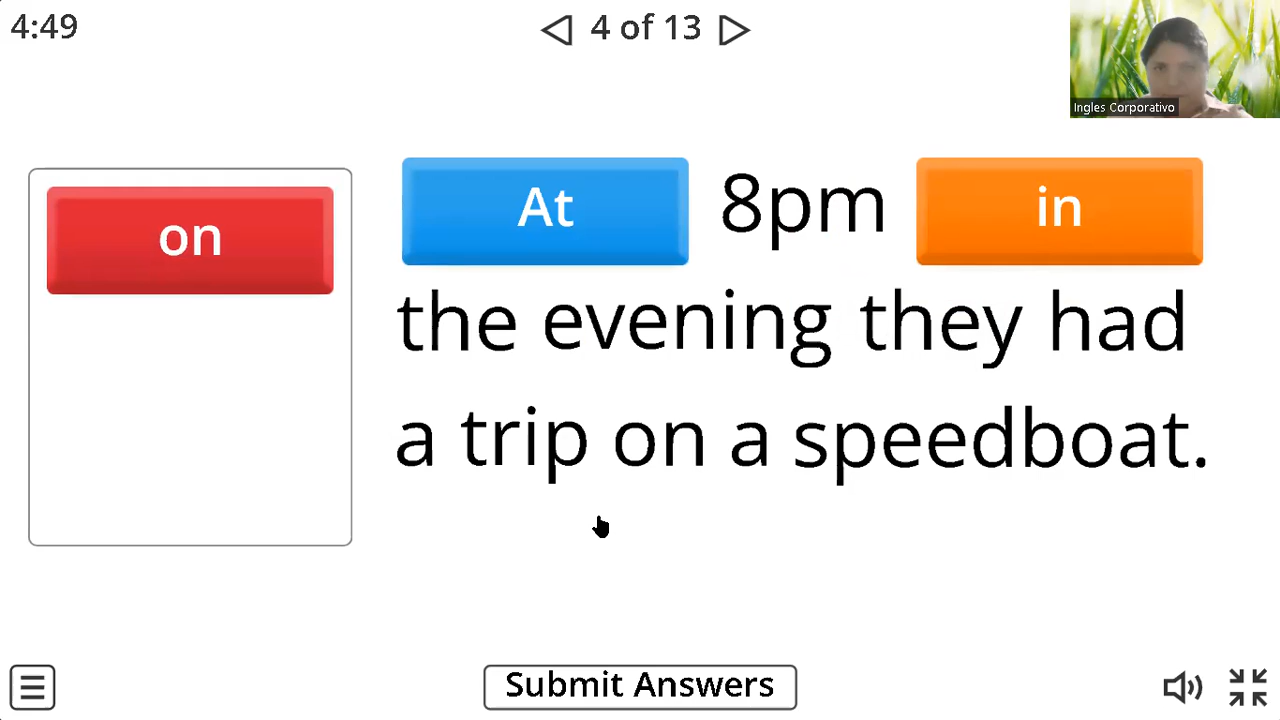 4:49
4 of 13
Ingles Corporativo
on
At 8pm in
the evening they had
a trip on a speedboat.
Submit Answers